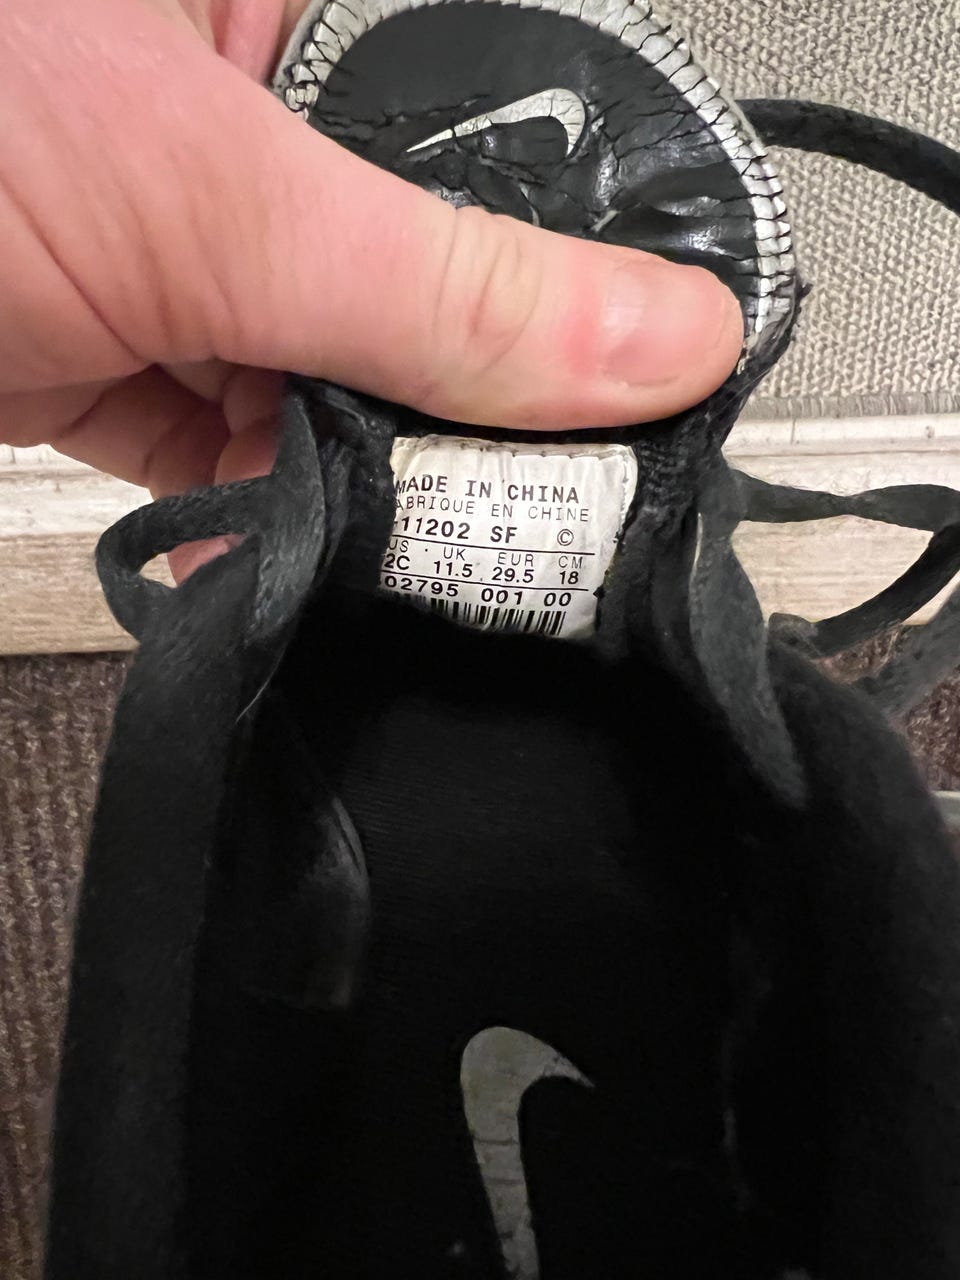 MADE IN CHINA
ABRIQUE EN CHINE
-11202 SF ©
US · UK EUR CM
2C 11.5 29.5 18
02795 001 00